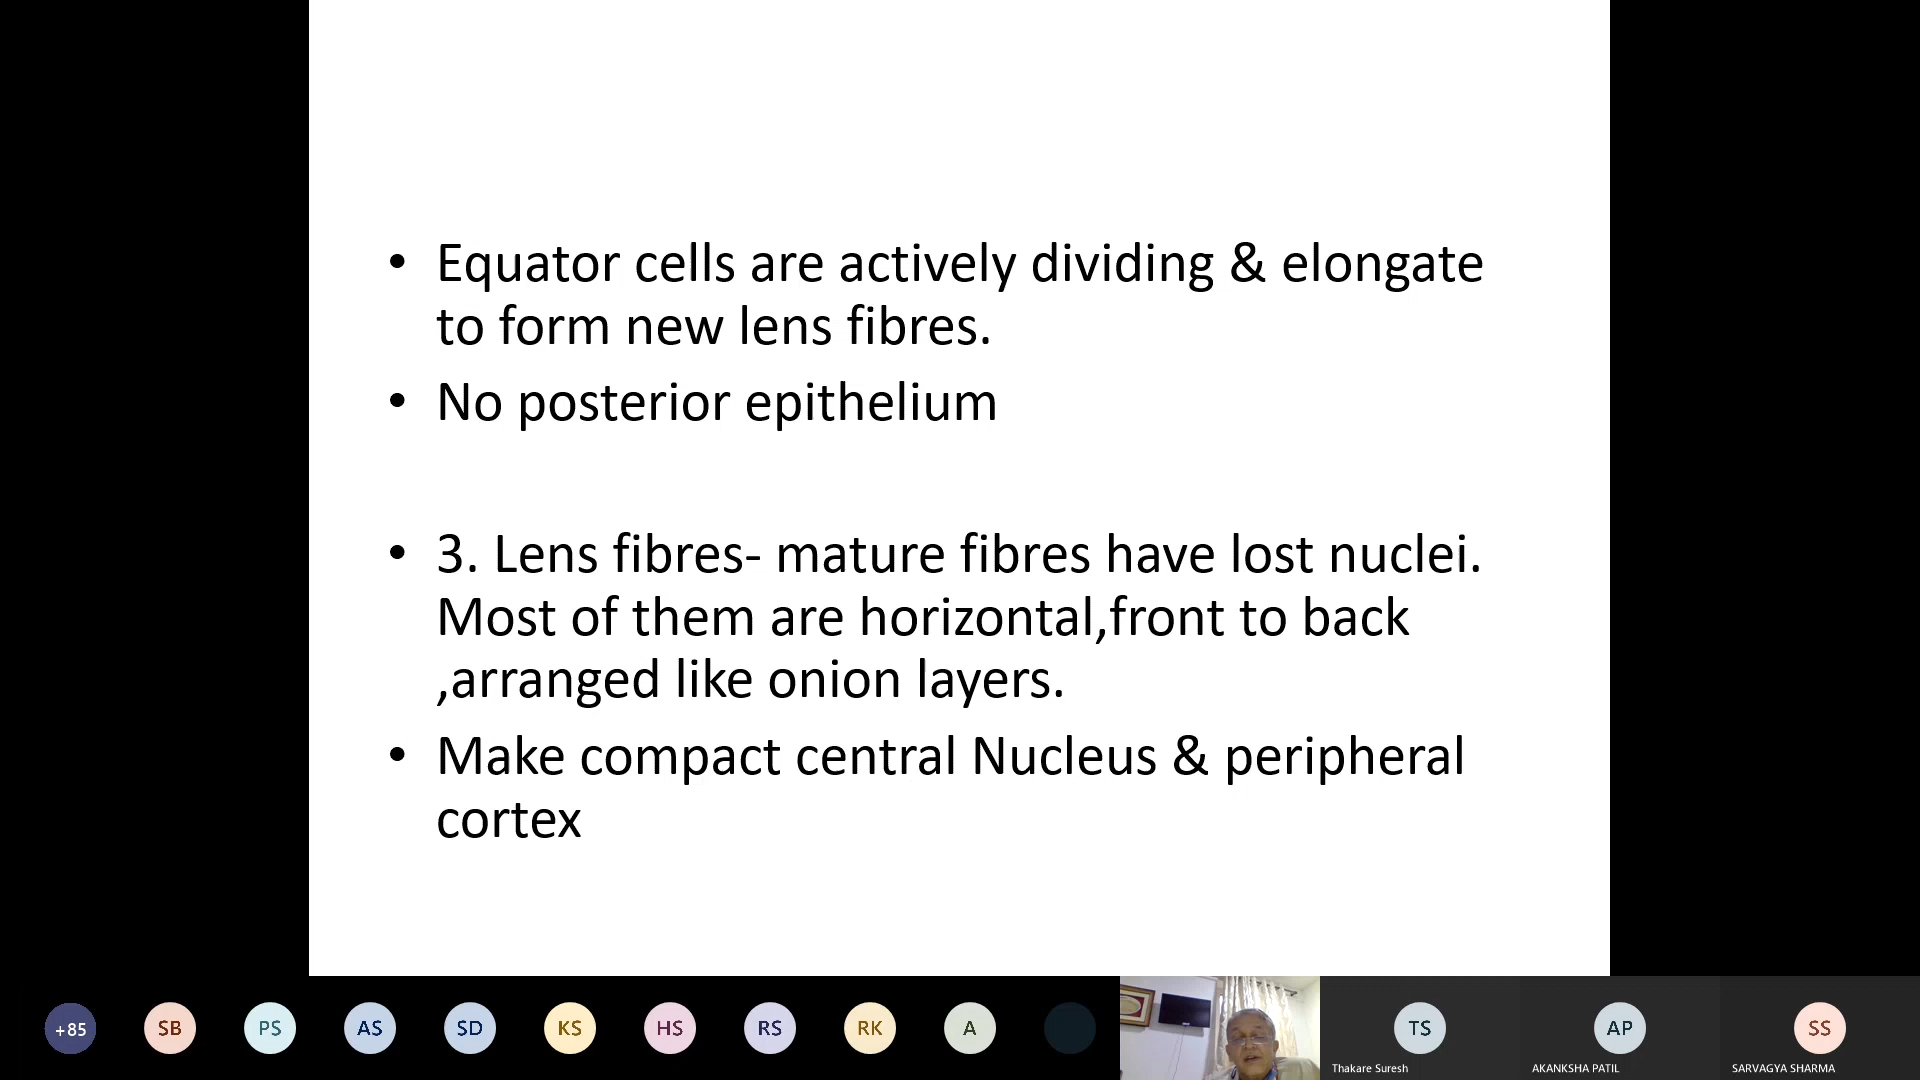 • Equator cells are actively dividing & elongate
to form new lens fibres.
• No posterior epithelium
• 3. Lens fibres- mature fibres have lost nuclei.
Most of them are horizontal,front to back
,arranged like onion layers.
• Make compact central Nucleus & peripheral
cortex
+85
SB
PS
AS
SD
KS
HS
RS
RK
A
TS
AP
SS
Thakare Suresh
AKANKSHA PATIL
SARVAGYA SHARMA